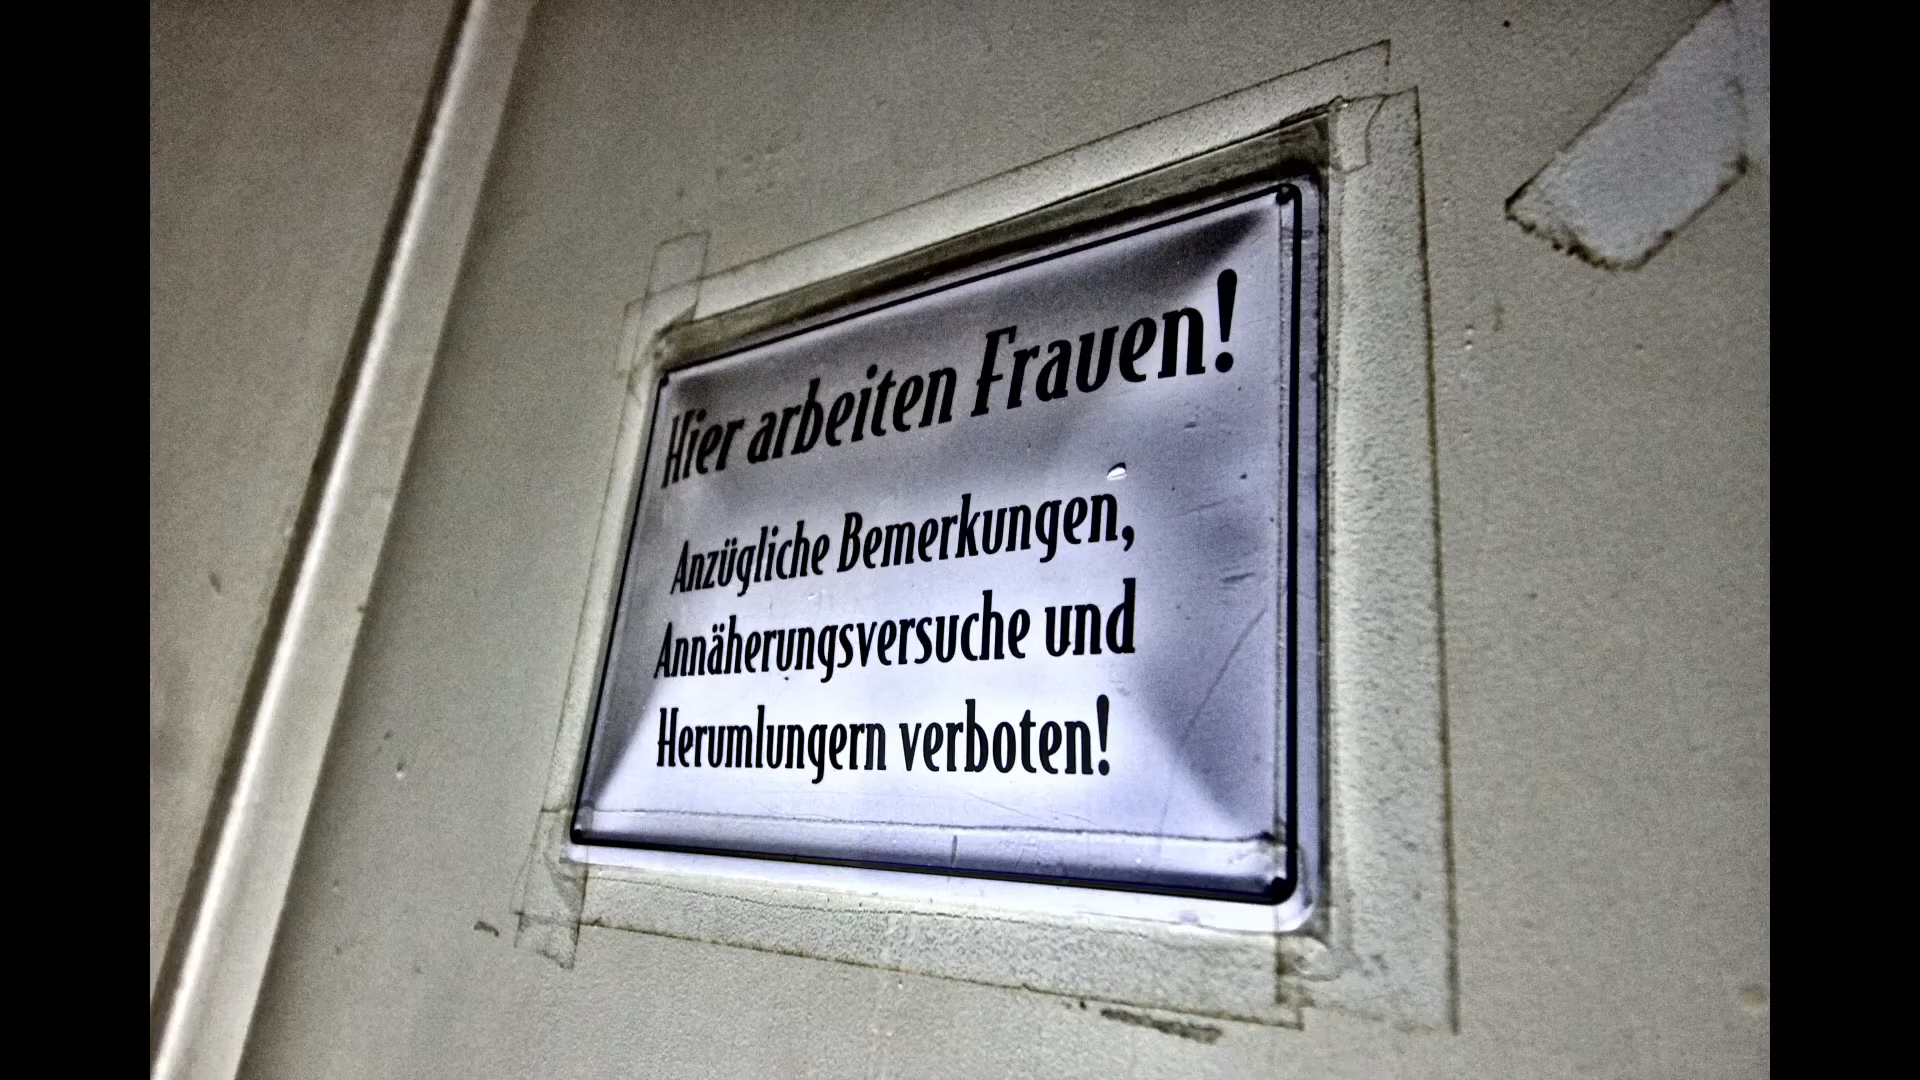 Hier arbeiten Frauen!
Anzügliche Bemerkungen,
Annäherungsversuche und
Herumlungern verboten!